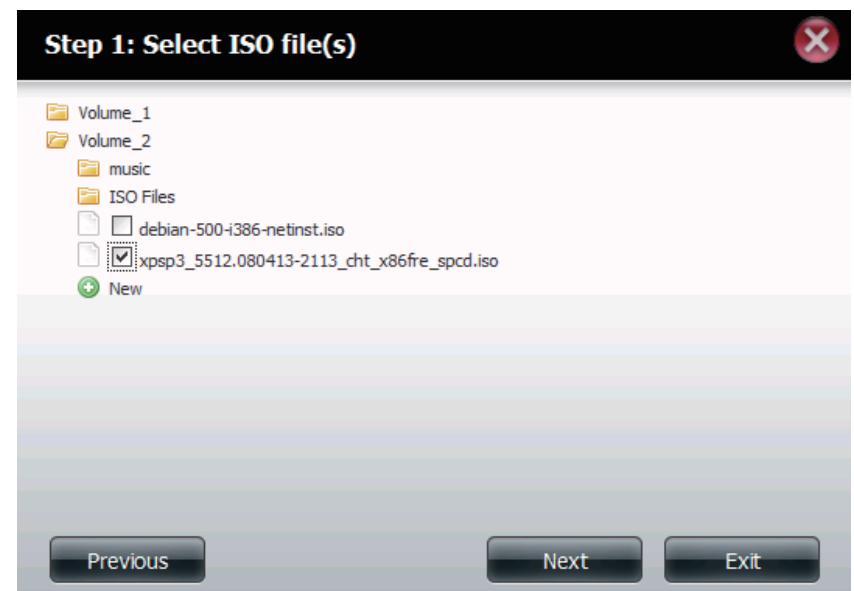 Step 1: Select ISO file(s)
Volume_1
Volume_2
music
ISO Files
debian-500-i386-netinst.iso
xpsp3_5512.080413-2113_cht_x86fre_spcd.iso
New
Previous Next Exit